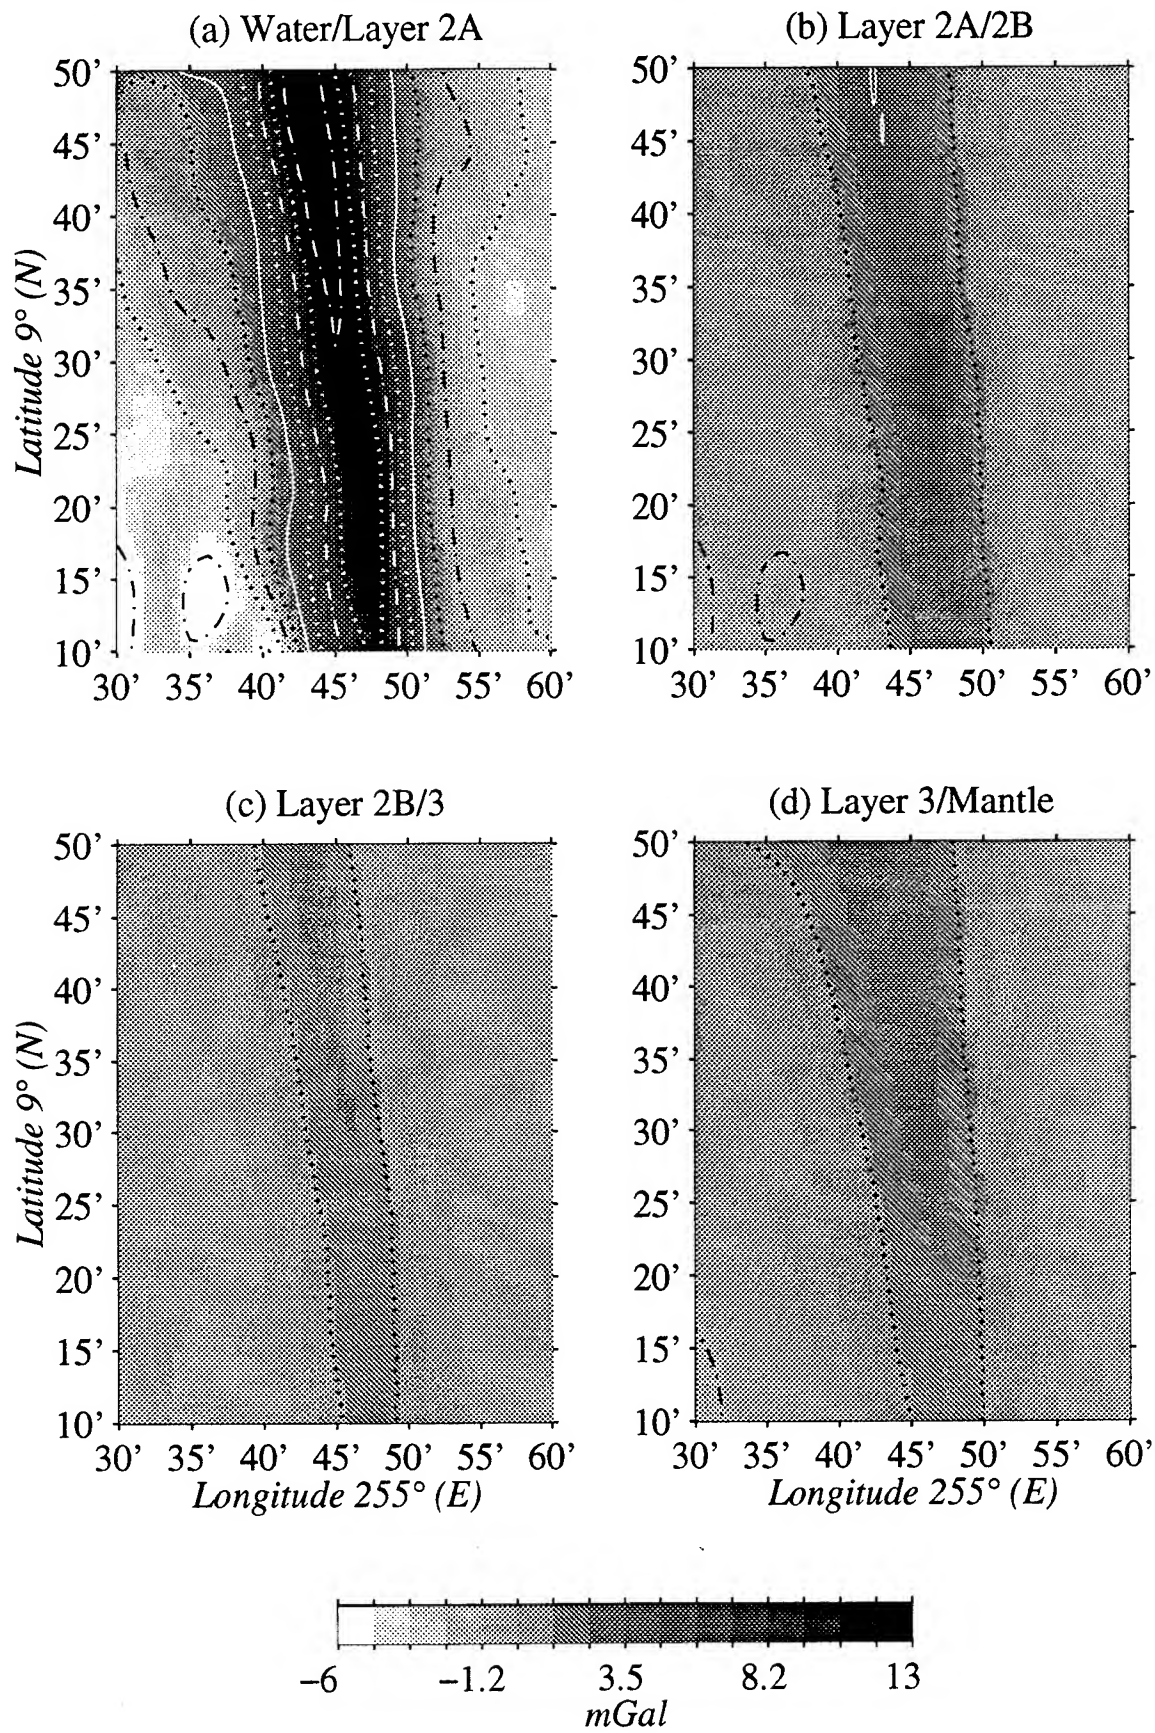 (a) Water/Layer 2A
(b) Layer 2A/2B
50'
45'
40'
35'
30'
25'
20'
15'
10'
Latitude 9° (N)
30' 35' 40' 45' 50' 55' 60'
50'
45'
40'
35'
30'
25'
20'
15'
10'
30' 35' 40' 45' 50' 55' 60'
(c) Layer 2B/3
(d) Layer 3/Mantle
50'
45'
40'
35'
30'
25'
20'
15'
10'
Latitude 9° (N)
30' 35' 40' 45' 50' 55' 60'
Longitude 255° (E)
50'
45'
40'
35'
30'
25'
20'
15'
10'
30' 35' 40' 45' 50' 55' 60'
Longitude 255° (E)
−6 −1.2 3.5 8.2 13
mGal